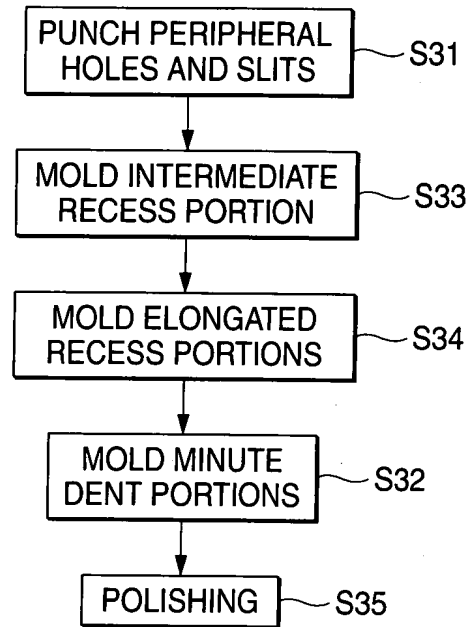 PUNCH PERIPHERAL
HOLES AND SLITS
S31
MOLD INTERMEDIATE
RECESS PORTION
S33
MOLD ELONGATED
RECESS PORTIONS
S34
MOLD MINUTE
DENT PORTIONS
S32
POLISHING
S35